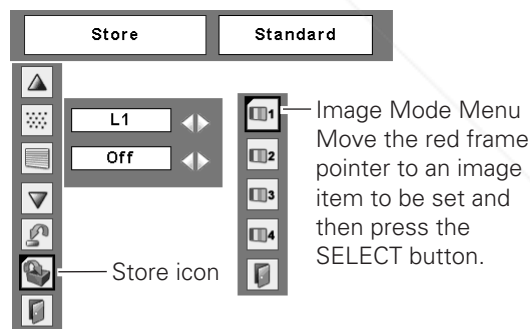 Store Standard
L1
Off
1
2
3
4
Image Mode Menu
Move the red frame
pointer to an image
item to be set and
then press the
SELECT button.
Store icon